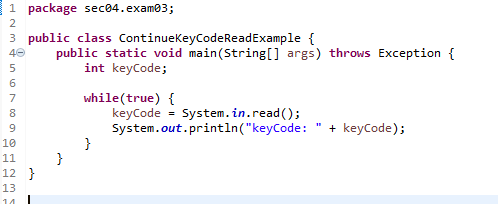 1 package sec04.exam03;
2
3 public class ContinueKeyCodeReadExample {
4 public static void main(String[] args) throws Exception {
5 int keyCode;
6
7 while(true) {
8 keyCode = System.in.read();
9 System.out.println("keyCode: " + keyCode);
10 }
11 }
12 }
13
14